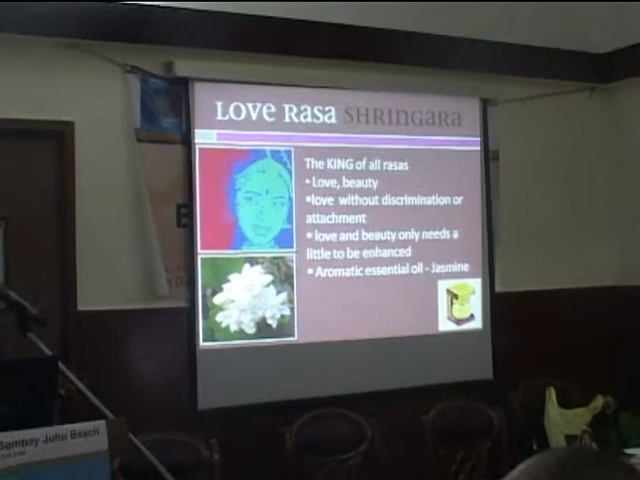 Love Rasa Shringara
The KING of all rasas
• Love, beauty
•love without discrimination or
attachment
• love and beauty only needs a
little to be enhanced
• Aromatic essential oil - Jasmine
Bombay Juhu Beach